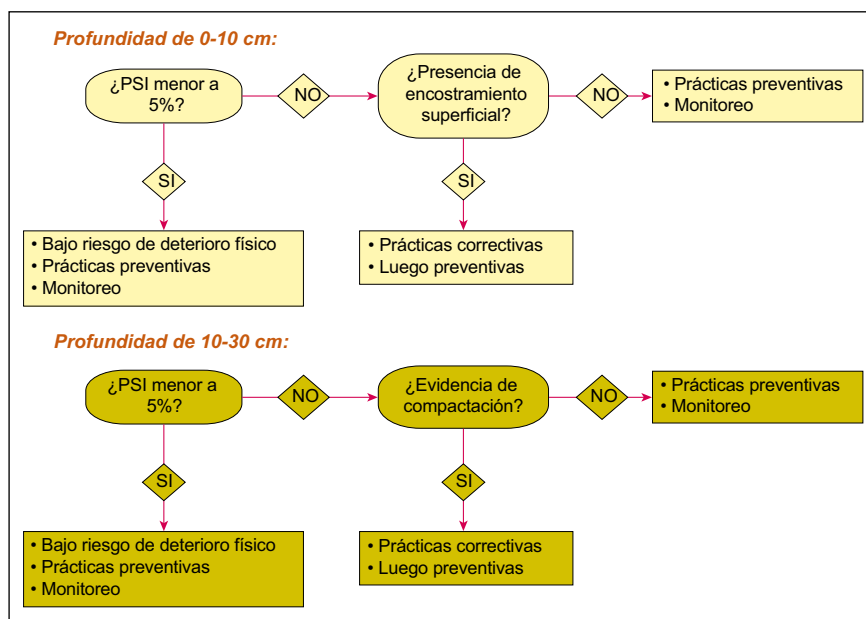 Profundidad de 0-10 cm:
¿PSI menor a
5%?
NO
¿Presencia de
encostramiento
superficial?
NO
• Prácticas preventivas
• Monitoreo
SI
SI
• Bajo riesgo de deterioro físico
• Prácticas preventivas
• Monitoreo
• Prácticas correctivas
• Luego preventivas
Profundidad de 10-30 cm:
¿PSI menor a
5%?
NO
¿Evidencia de
compactación?
NO
• Prácticas preventivas
• Monitoreo
SI
SI
• Bajo riesgo de deterioro físico
• Prácticas preventivas
• Monitoreo
• Prácticas correctivas
• Luego preventivas